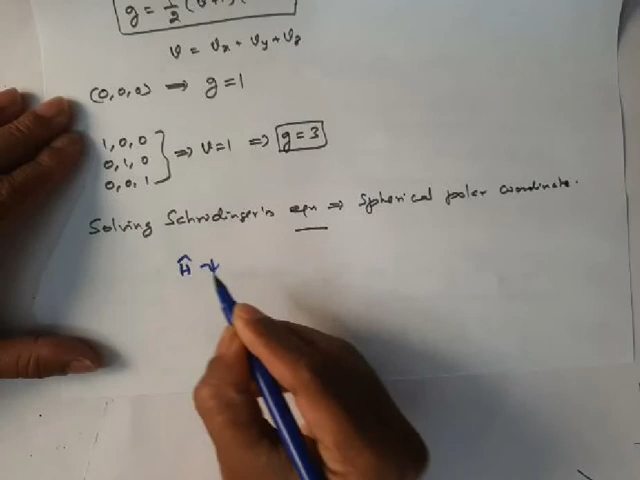 g = 1/2 (v+1)(
v = vx + vy + vz
(0,0,0) ⇒ g=1
1,0,0
0,1,0 } ⇒ v=1 ⇒ g=3
0,0,1
Solving Schrodinger's eqn ⇒ Spherical polar coordinate.
Ĥ ψ